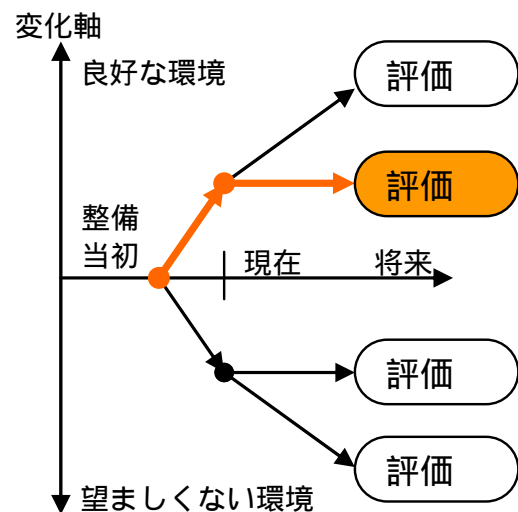 変化軸
良好な環境
評価
評価
整備
当初
現在
将来
評価
評価
望ましくない環境